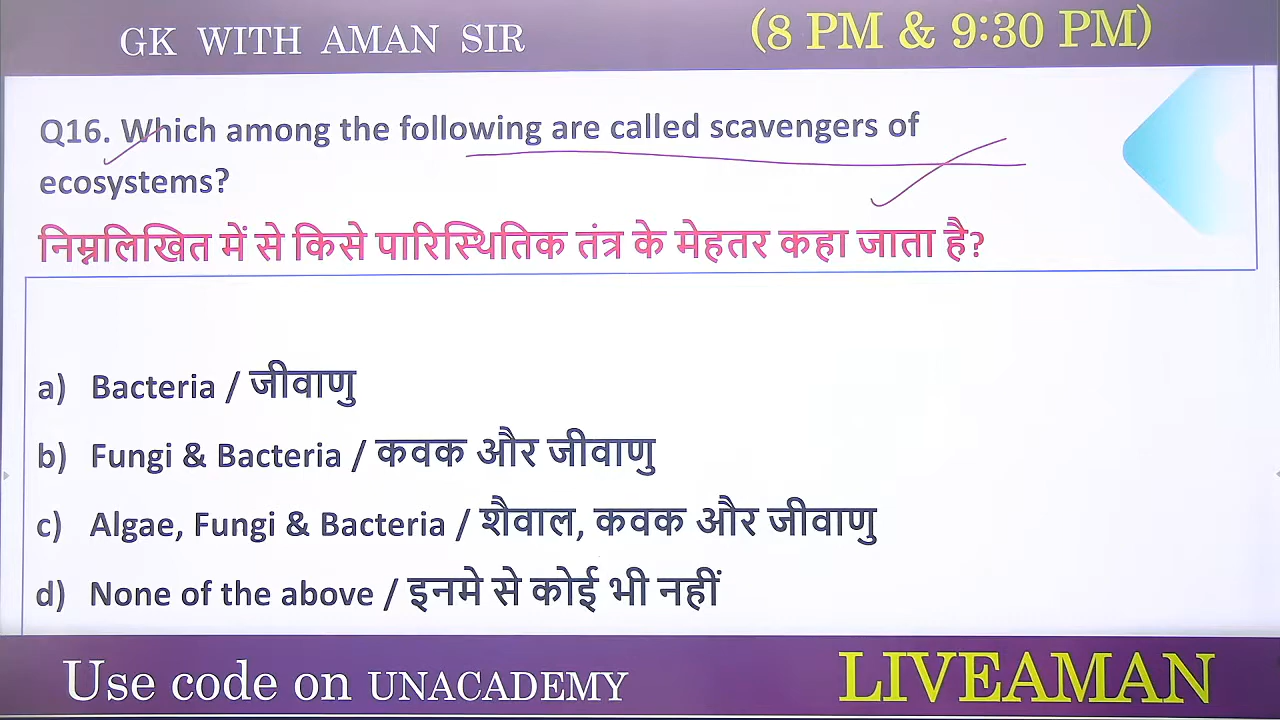 GK WITH AMAN SIR
(8 PM & 9:30 PM)
Q16. Which among the following are called scavengers of
ecosystems?
निम्नलिखित में से किसे पारिस्थितिक तंत्र के मेहतर कहा जाता है?
a) Bacteria / जीवाणु
b) Fungi & Bacteria / कवक और जीवाणु
c) Algae, Fungi & Bacteria / शैवाल, कवक और जीवाणु
d) None of the above / इनमे से कोई भी नहीं
Use code on UNACADEMY
LIVEAMAN